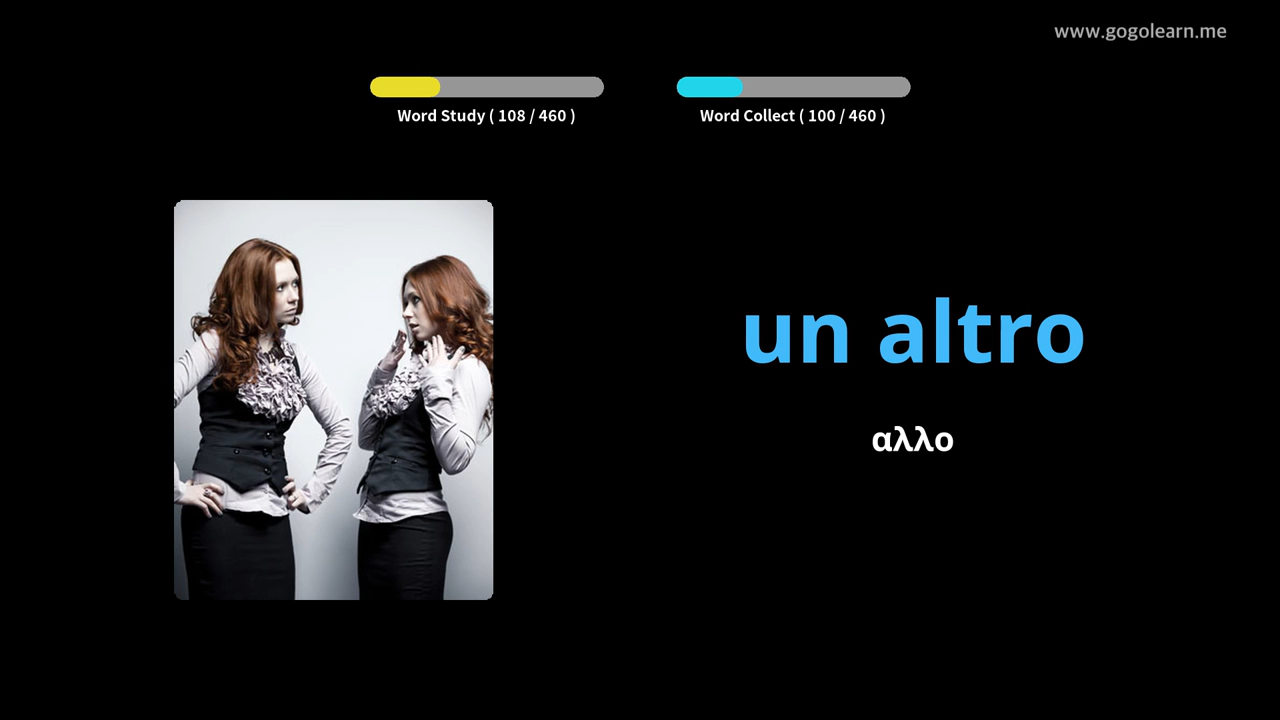 www.gogolearn.me
Word Study ( 108 / 460 )
Word Collect ( 100 / 460 )
un altro
αλλο